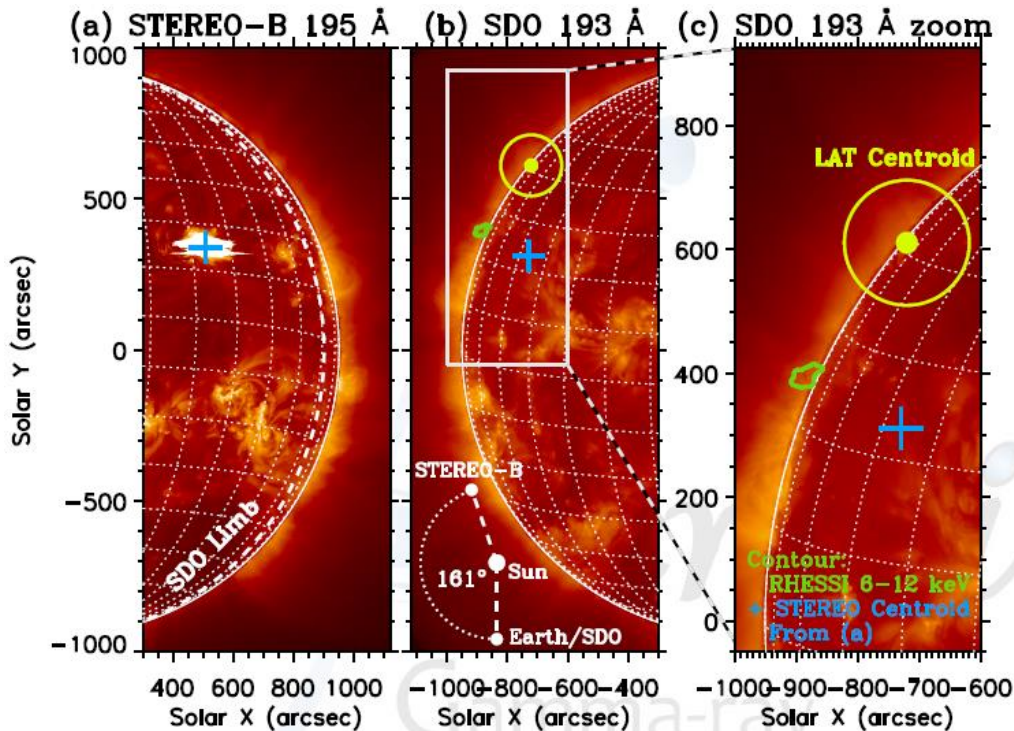 (a) STEREO-B 195 Å
(b) SDO 193 Å
(c) SDO 193 Å zoom
1000
500
0
-500
-1000
Solar Y (arcsec)
SDO Limb
400 600 800 1000
Solar X (arcsec)
STEREO-B
161°
Sun
Earth/SDO
-1000-800 -600 -400
Solar X (arcsec)
800
600
400
200
0
LAT Centroid
Contour:
RHESSI 6-12 keV
+ STEREO Centroid
From (a)
-1000-900 -800 -700 -600
Solar X (arcsec)
Gamma-ray